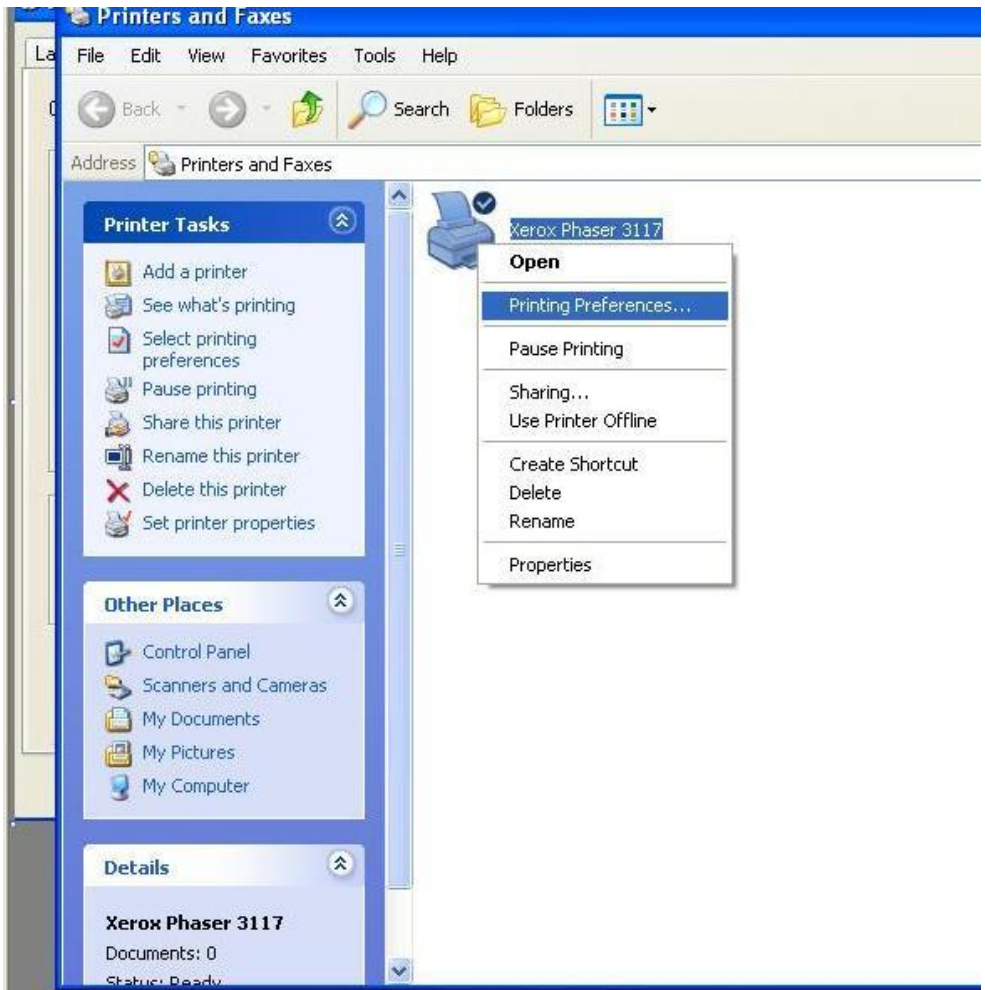 Printers and Faxes
La
File Edit View Favorites Tools Help
Back Search Folders
Address Printers and Faxes
Printer Tasks
Add a printer
See what's printing
Select printing
preferences
Pause printing
Share this printer
Rename this printer
Delete this printer
Set printer properties
Other Places
Control Panel
Scanners and Cameras
My Documents
My Pictures
My Computer
Details
Xerox Phaser 3117
Documents: 0
Status: Ready
Xerox Phaser 3117
Open
Printing Preferences...
Pause Printing
Sharing...
Use Printer Offline
Create Shortcut
Delete
Rename
Properties